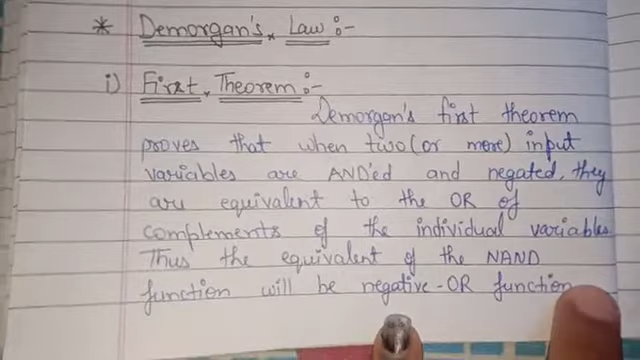 * Demorgan's Law :-
i) First Theorem :-
Demorgan's first theorem
proves that when two (or more) input
variables are AND'ed and negated, they
are equivalent to the OR of
complements of the individual variables
Thus the equivalent of the NAND
function will be negative-OR function